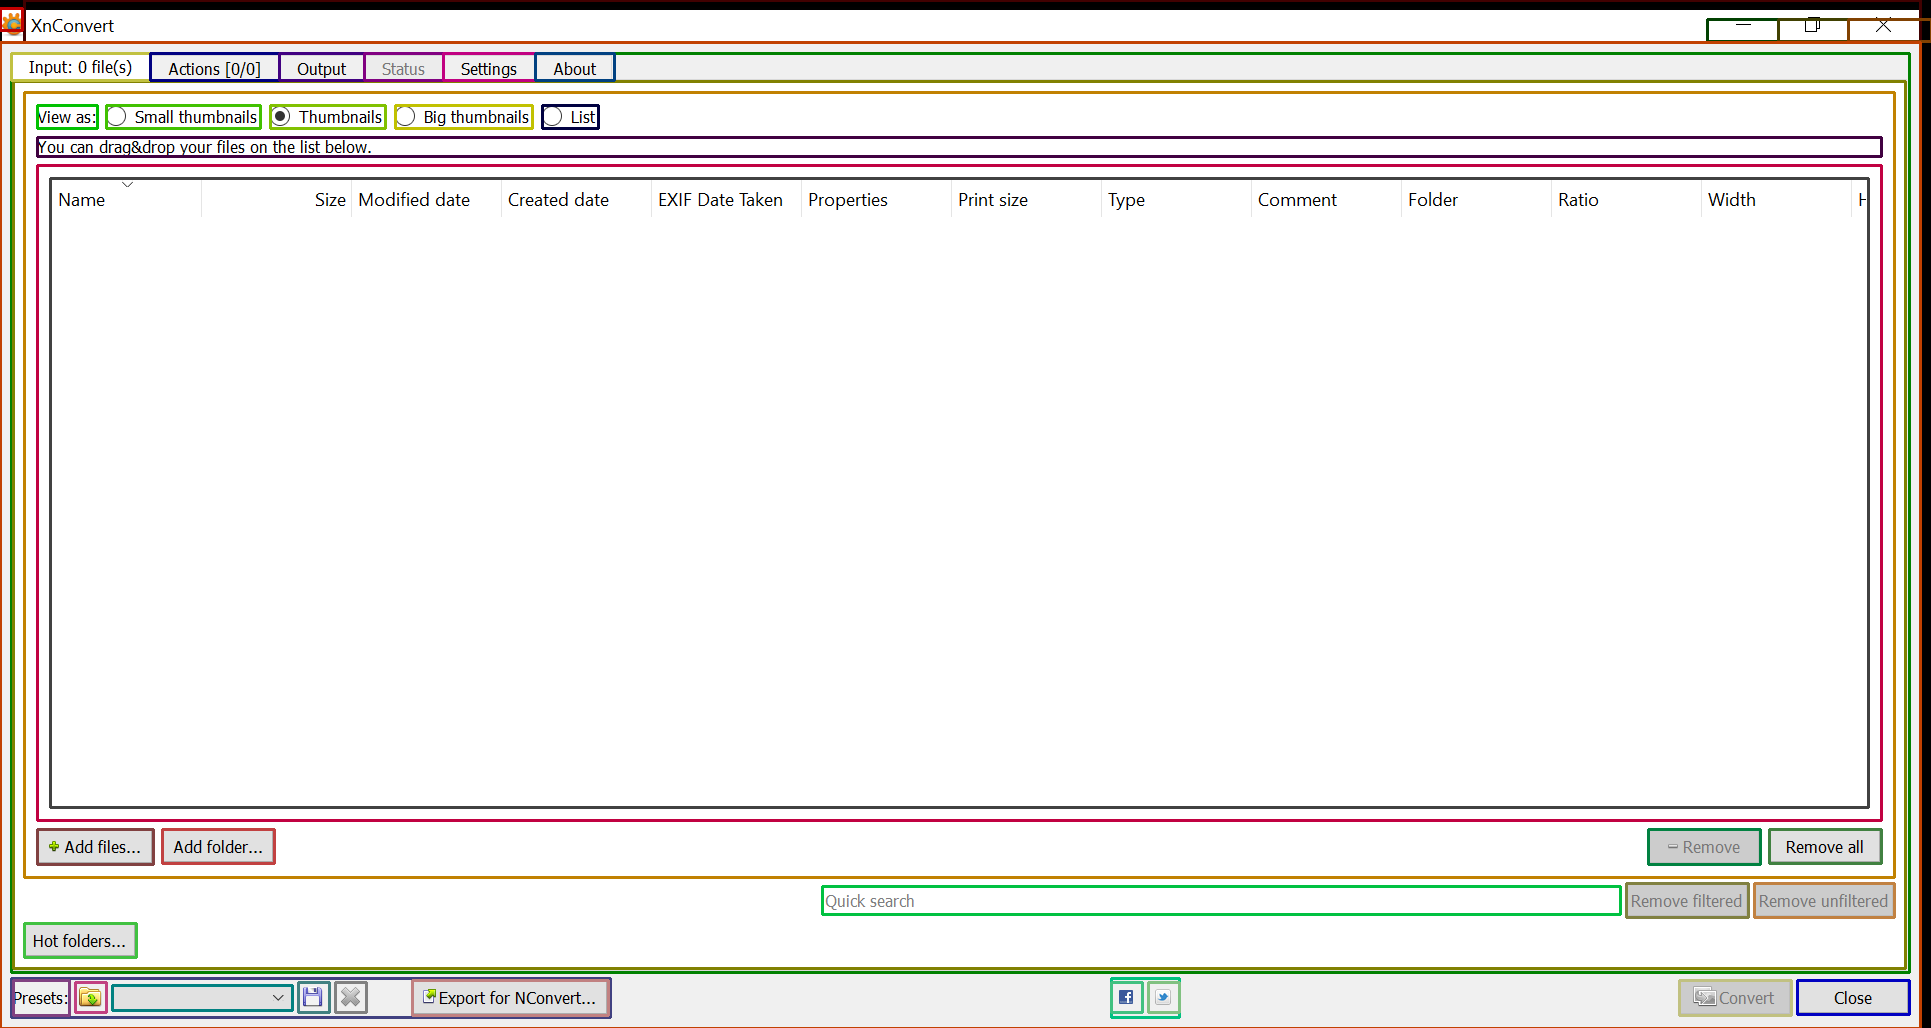 XnConvert
Input: 0 file(s) Actions [0/0] Output Status Settings About
View as: Small thumbnails Thumbnails Big thumbnails List
You can drag&drop your files on the list below.
Name Size Modified date Created date EXIF Date Taken Properties Print size Type Comment Folder Ratio Width
Add files... Add folder... Remove Remove all
Quick search Remove filtered Remove unfiltered
Hot folders...
Presets: Export for NConvert... Convert Close